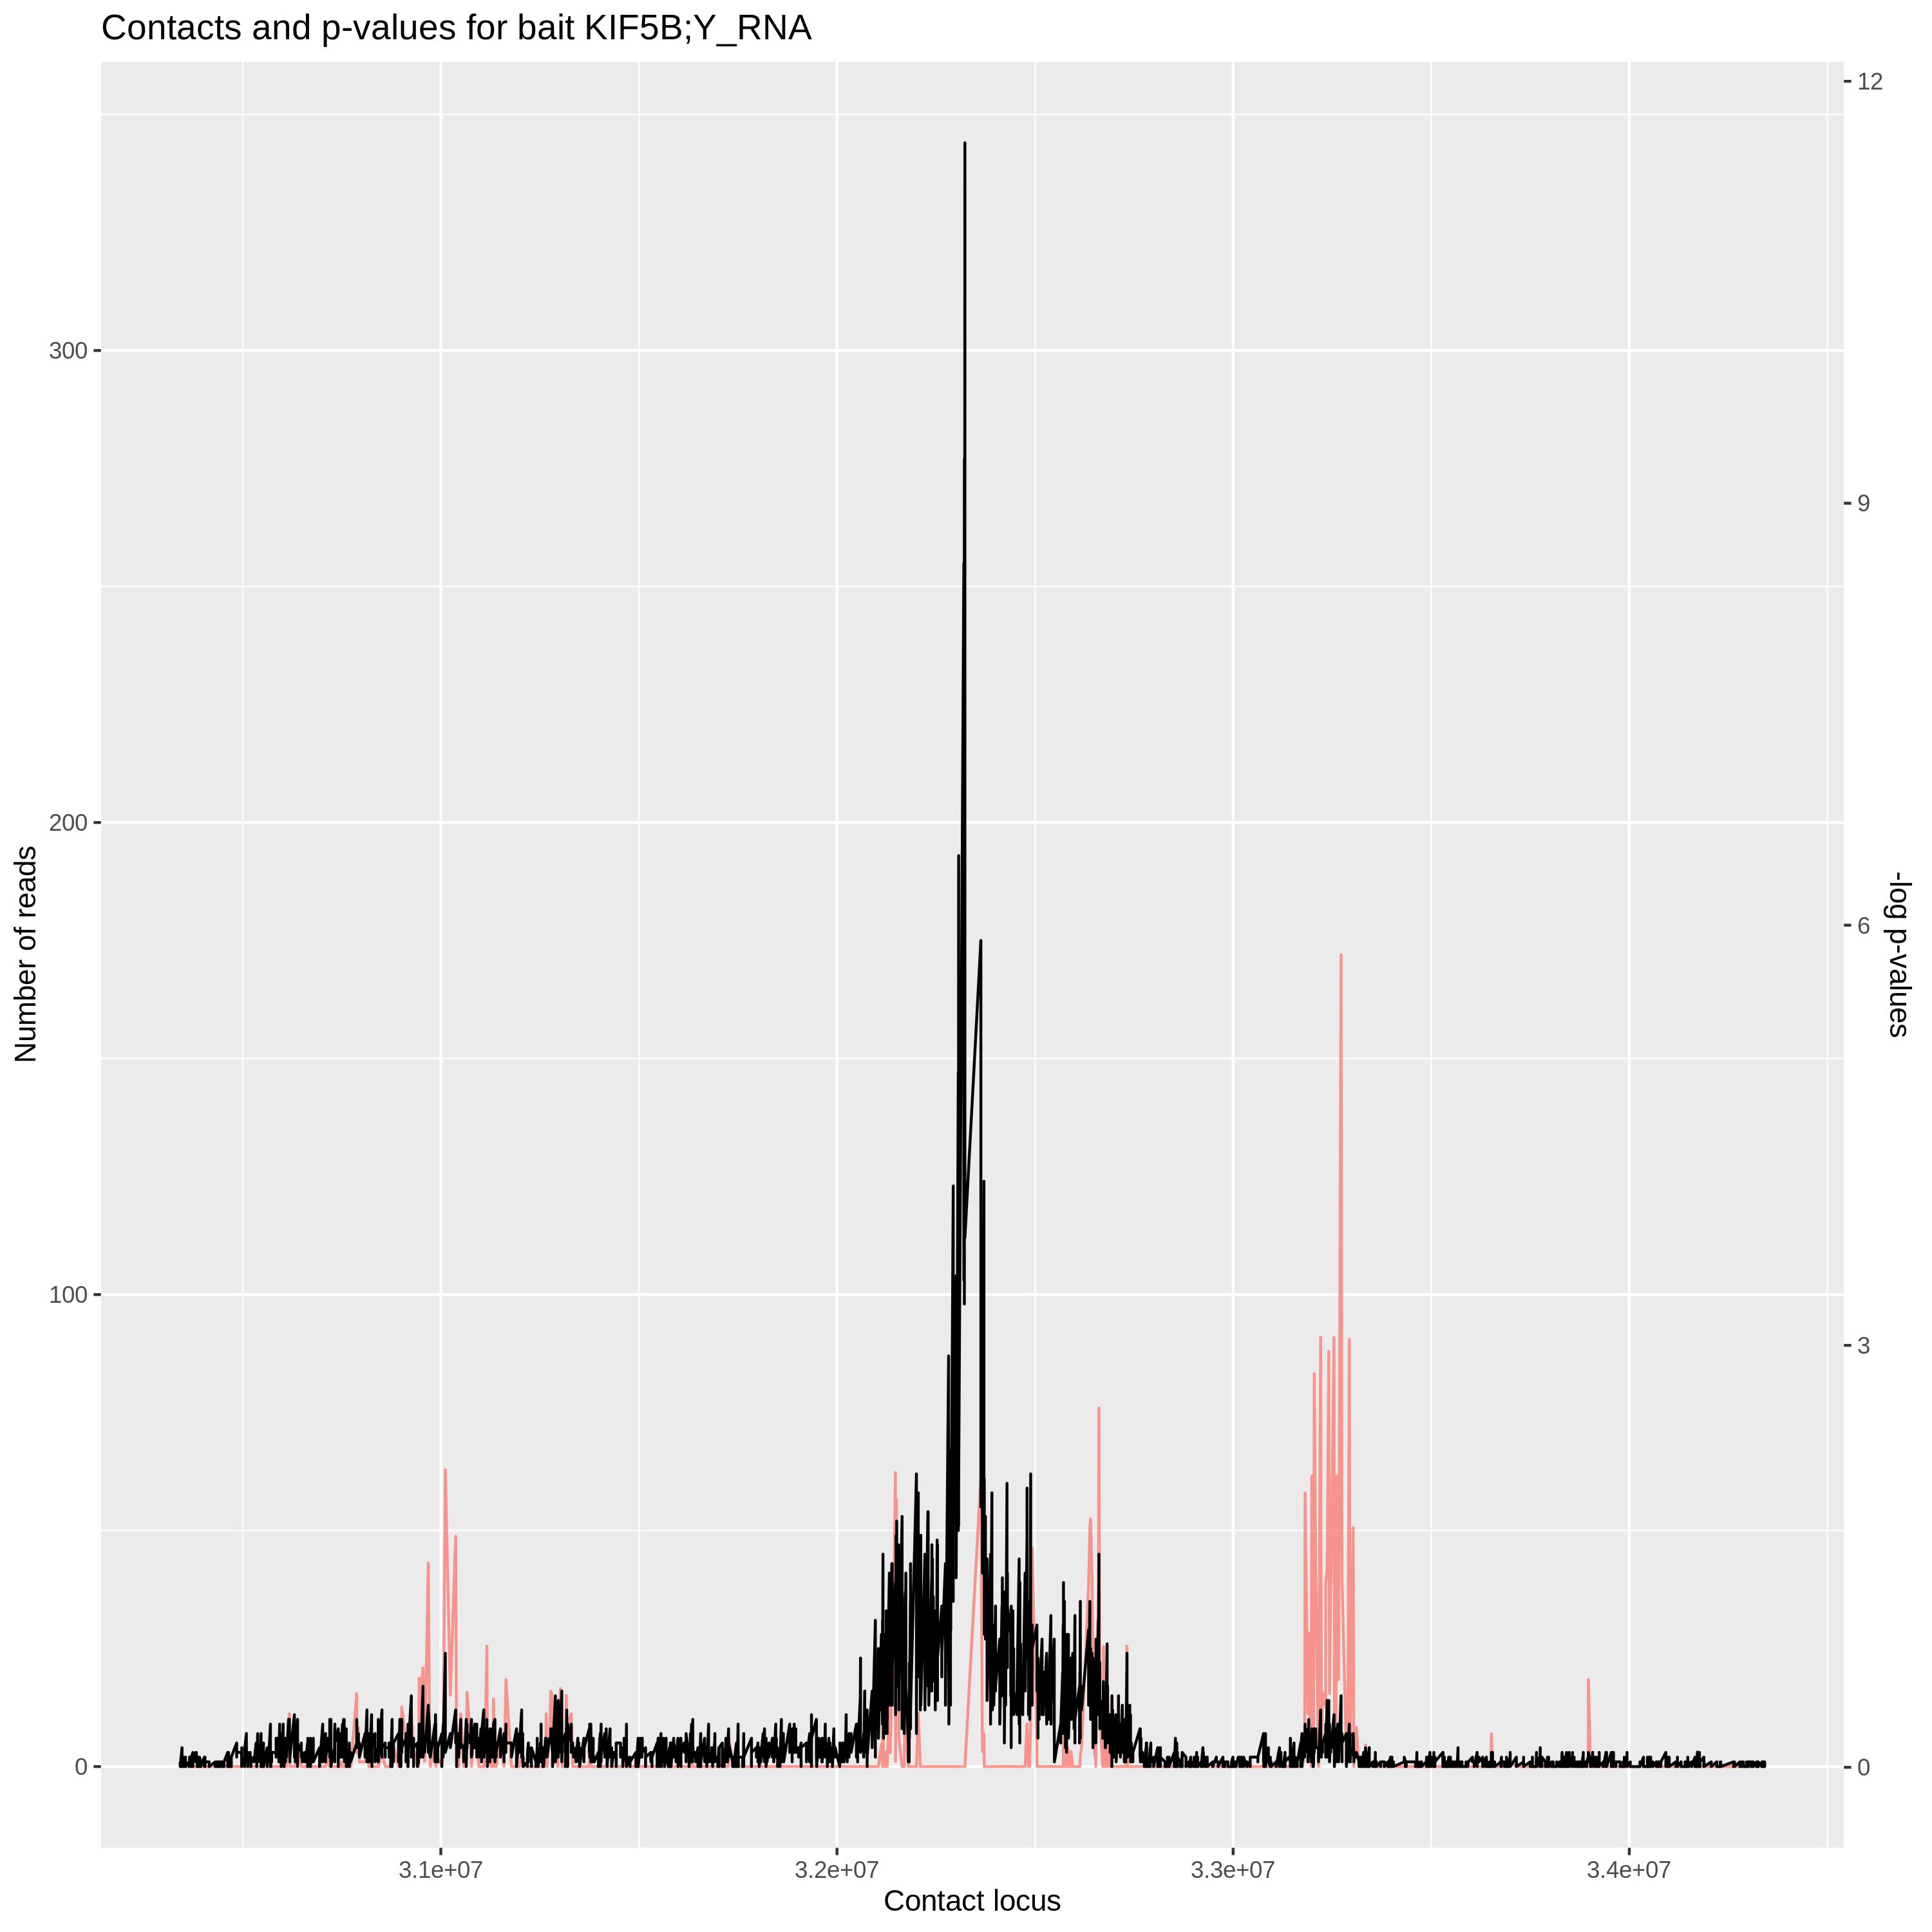 Contacts and p-values for bait KIF5B;Y_RNA
12
300
9
200
6
Number of reads
-log p-values
100
3
0
0
3.1e+07
3.2e+07
3.3e+07
3.4e+07
Contact locus